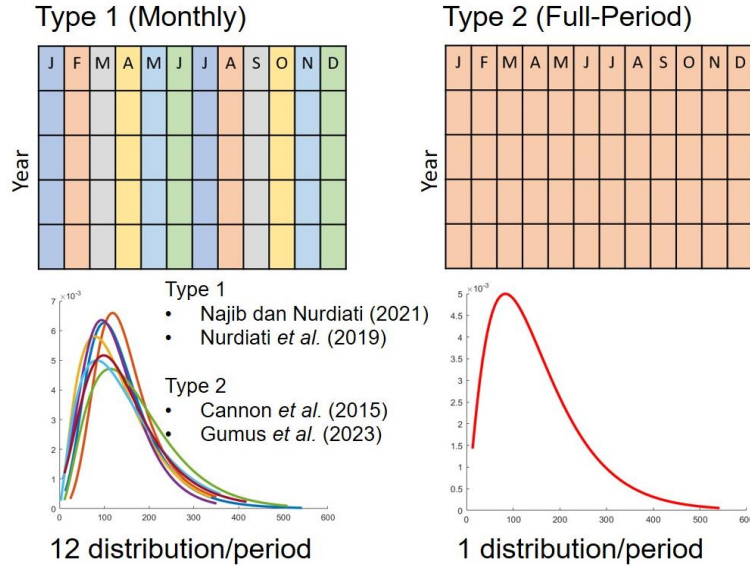 Type 1 (Monthly)
Type 2 (Full-Period)
J F M A M J J A S O N D
J F M A M J J A S O N D
Year
Year
×10⁻³
7
6
5
4
3
2
1
0
0 100 200 300 400 500 600
Type 1
• Najib dan Nurdiati (2021)
• Nurdiati et al. (2019)
Type 2
• Cannon et al. (2015)
• Gumus et al. (2023)
×10⁻³
5
4.5
4
3.5
3
2.5
2
1.5
1
0.5
0
0 100 200 300 400 500 600
12 distribution/period
1 distribution/period